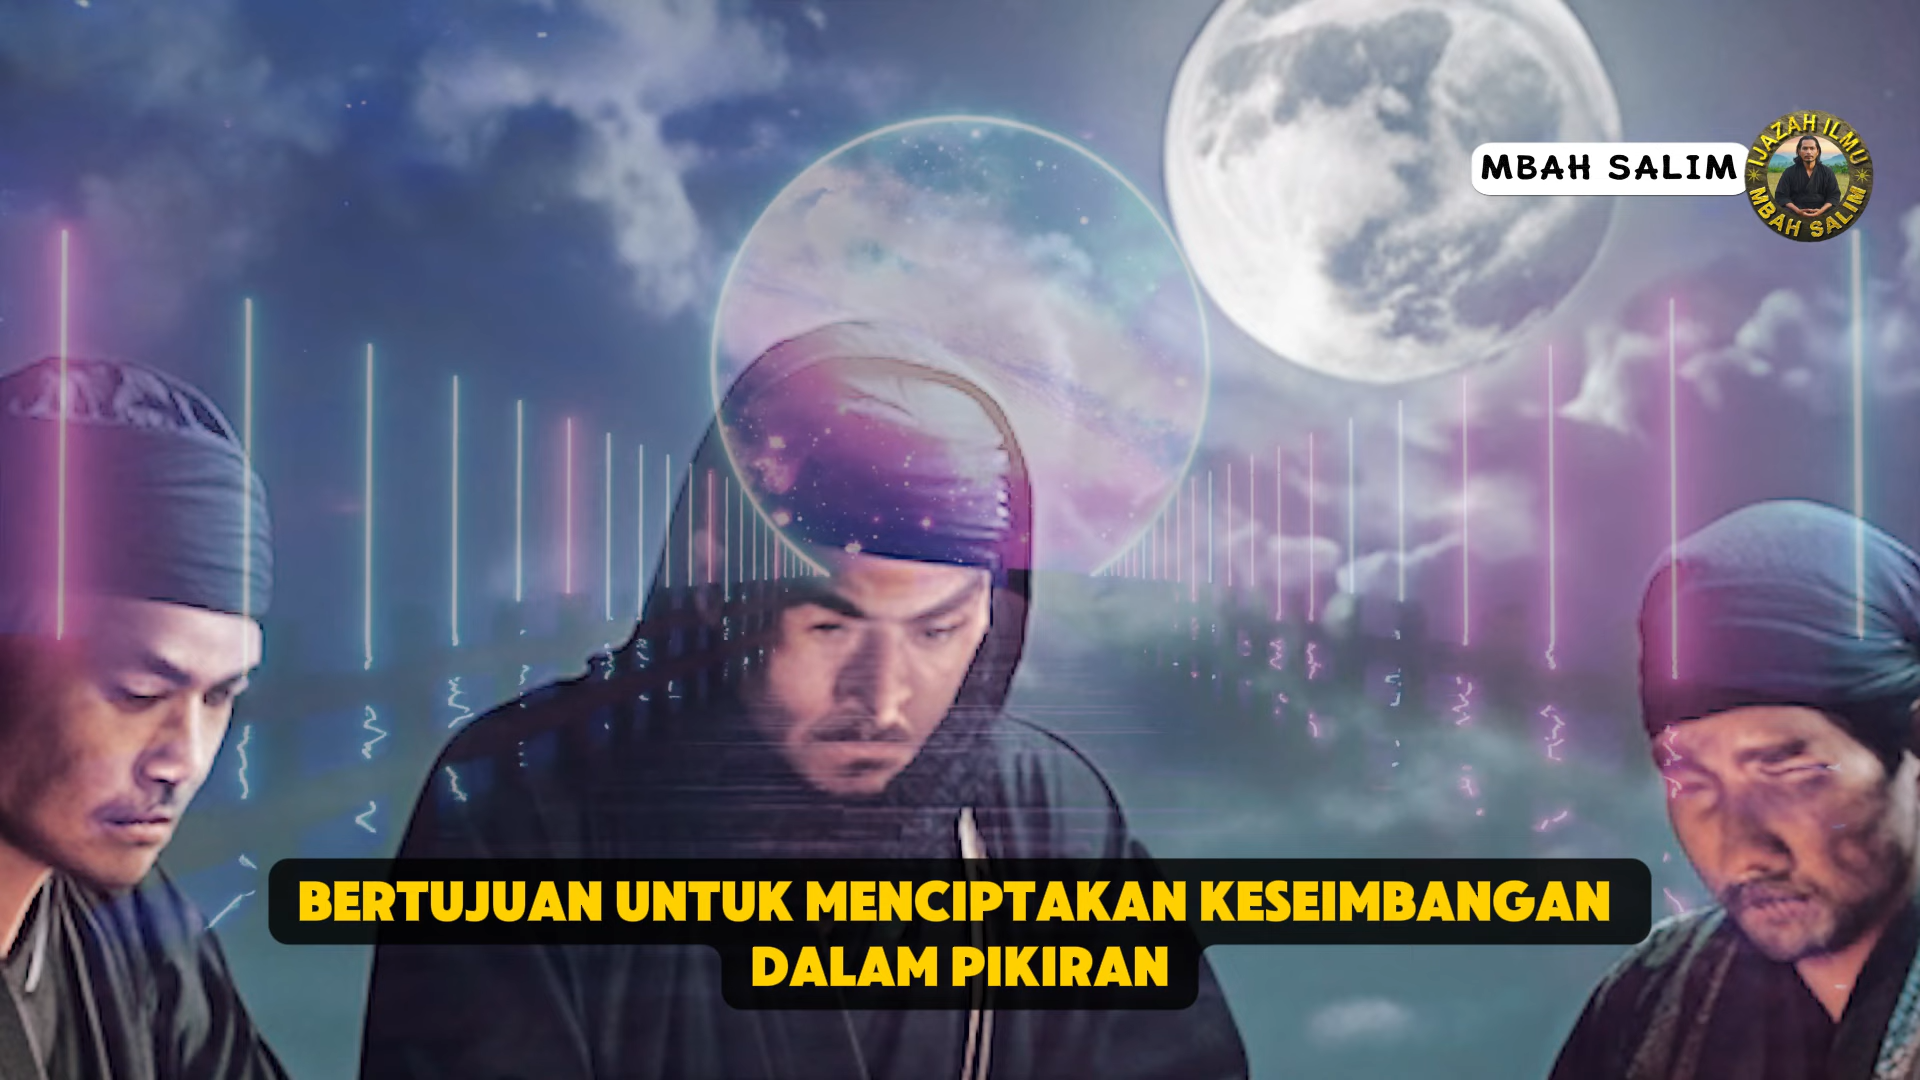 MBAH SALIM
IJAZAH ILMU
MBAH SALIM
BERTUJUAN UNTUK MENCIPTAKAN KESEIMBANGAN
DALAM PIKIRAN